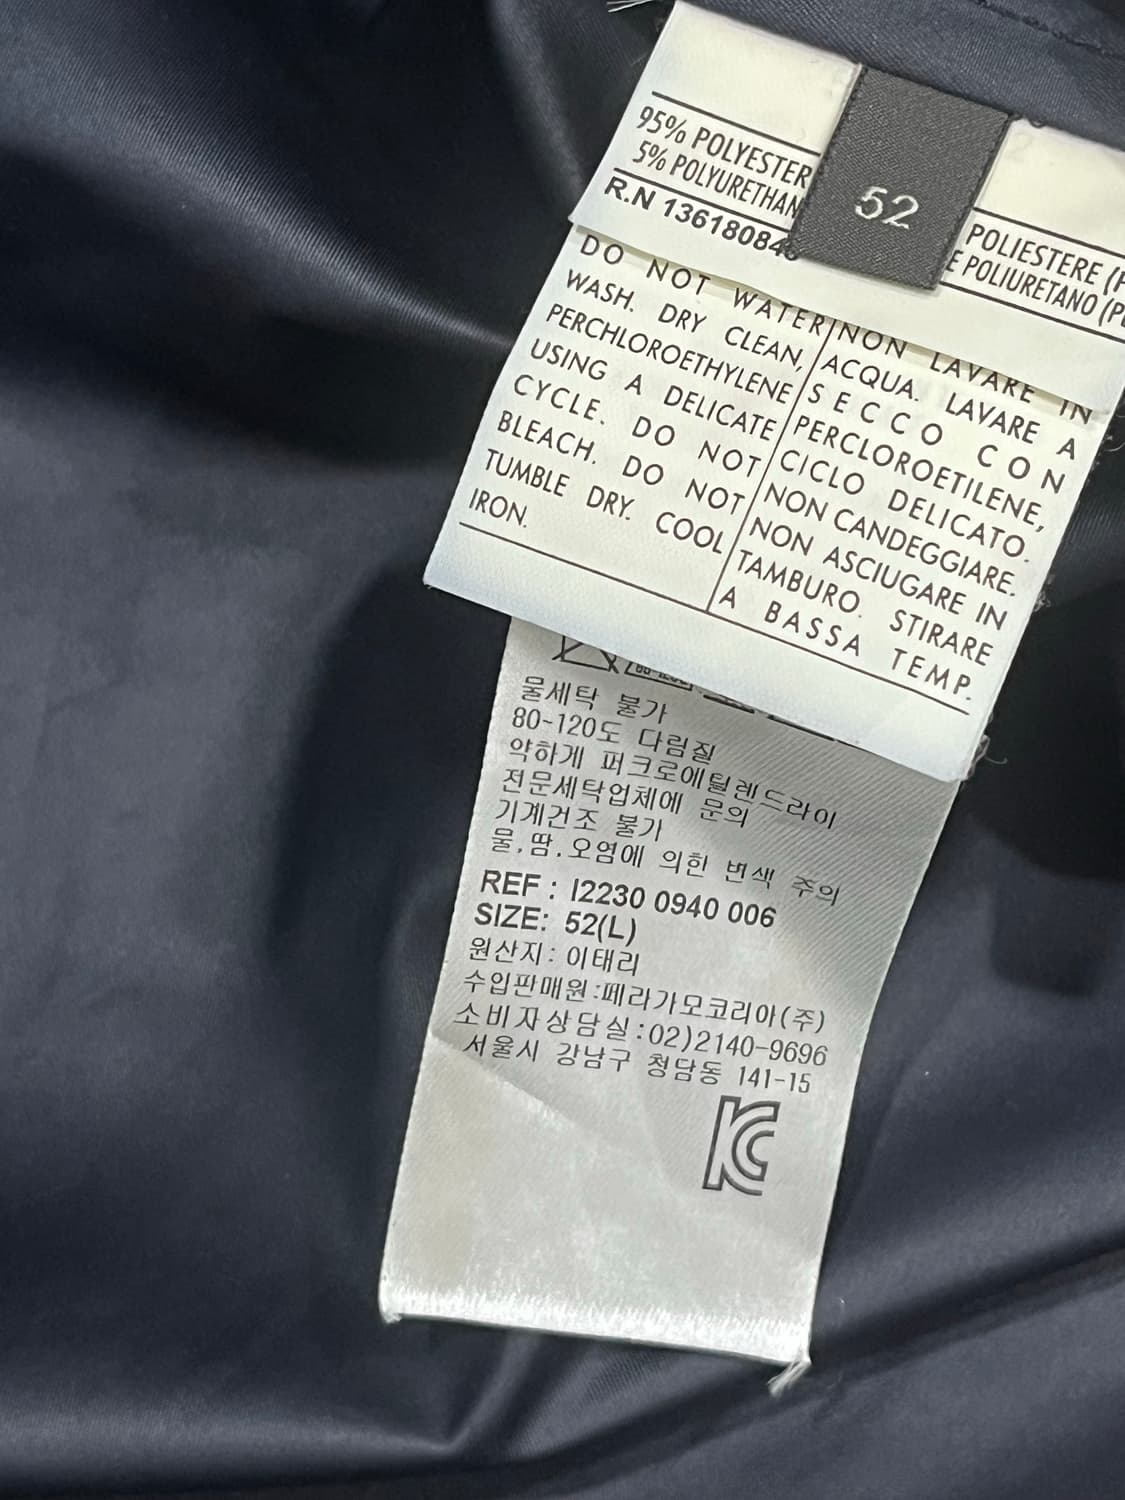 95% POLYESTER
5% POLYURETHAN
R.N 13618084
52
POLIESTERE
E POLIURETANO
DO NOT WATER
WASH. DRY CLEAN,
PERCHLOROETHYLENE
USING A DELICATE
CYCLE. DO NOT
BLEACH. DO NOT
TUMBLE DRY. COOL
IRON.
NON LAVARE IN
ACQUA. LAVARE A
SECCO CON
PERCLOROETILENE,
CICLO DELICATO.
NON CANDEGGIARE.
NON ASCIUGARE IN
TAMBURO. STIRARE
A BASSA TEMP.
물세탁 불가
80-120도 다림질
약하게 퍼크로에틸렌드라이
전문세탁업체에 문의
기계건조 불가
물,땀,오염에 의한 변색 주의
REF : I2230 0940 006
SIZE: 52(L)
원산지: 이태리
수입판매원:페라가모코리아(주)
소비자상담실:02)2140-9696
서울시 강남구 청담동 141-15
KC